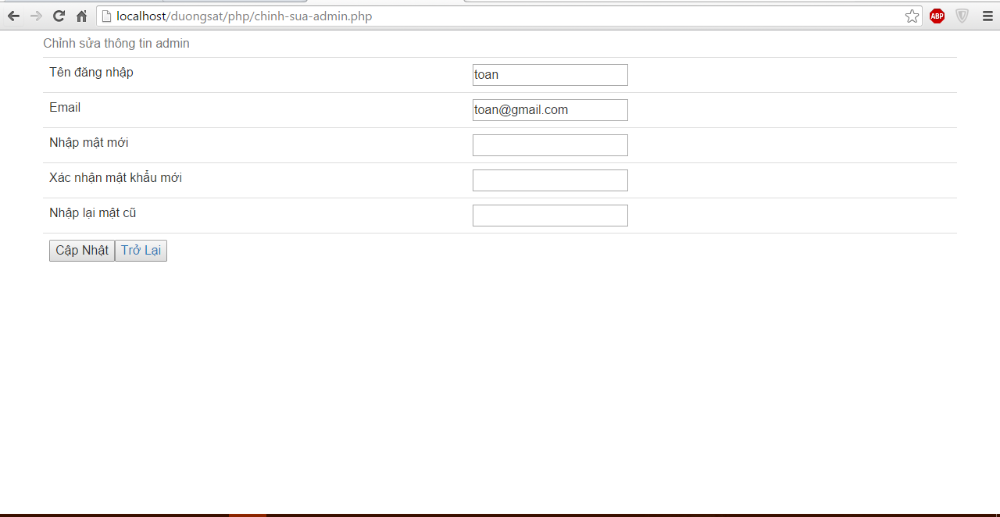 localhost/duongsat/php/chinh-sua-admin.php
ABP
Chỉnh sửa thông tin admin
Tên đăng nhập toan
Email toan@gmail.com
Nhập mật mới
Xác nhận mật khẩu mới
Nhập lại mật cũ
Cập Nhật Trở Lại